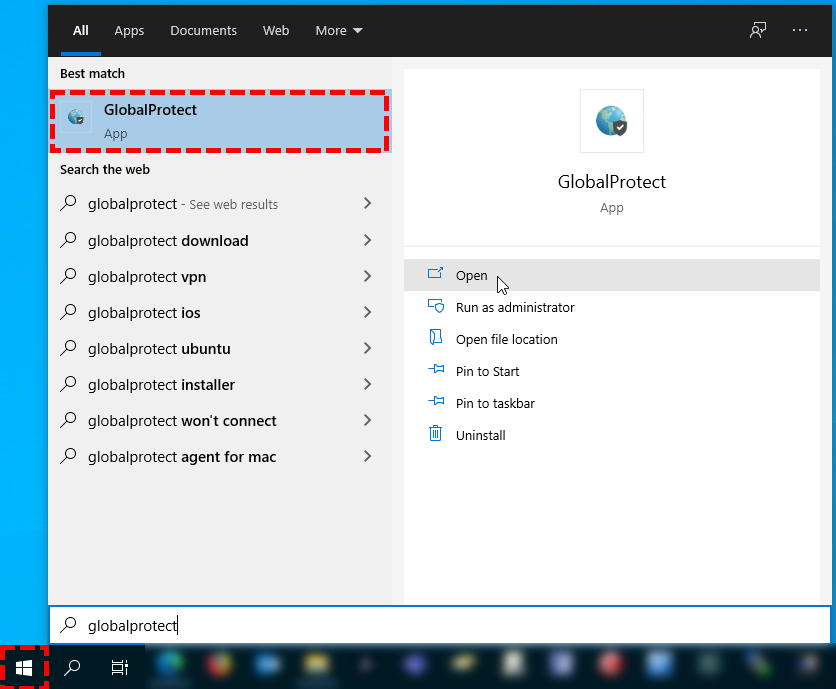 All Apps Documents Web More
Best match
GlobalProtect
App
Search the web
globalprotect - See web results
globalprotect download
globalprotect vpn
globalprotect ios
globalprotect ubuntu
globalprotect installer
globalprotect won't connect
globalprotect agent for mac
GlobalProtect
App
Open
Run as administrator
Open file location
Pin to Start
Pin to taskbar
Uninstall
globalprotect